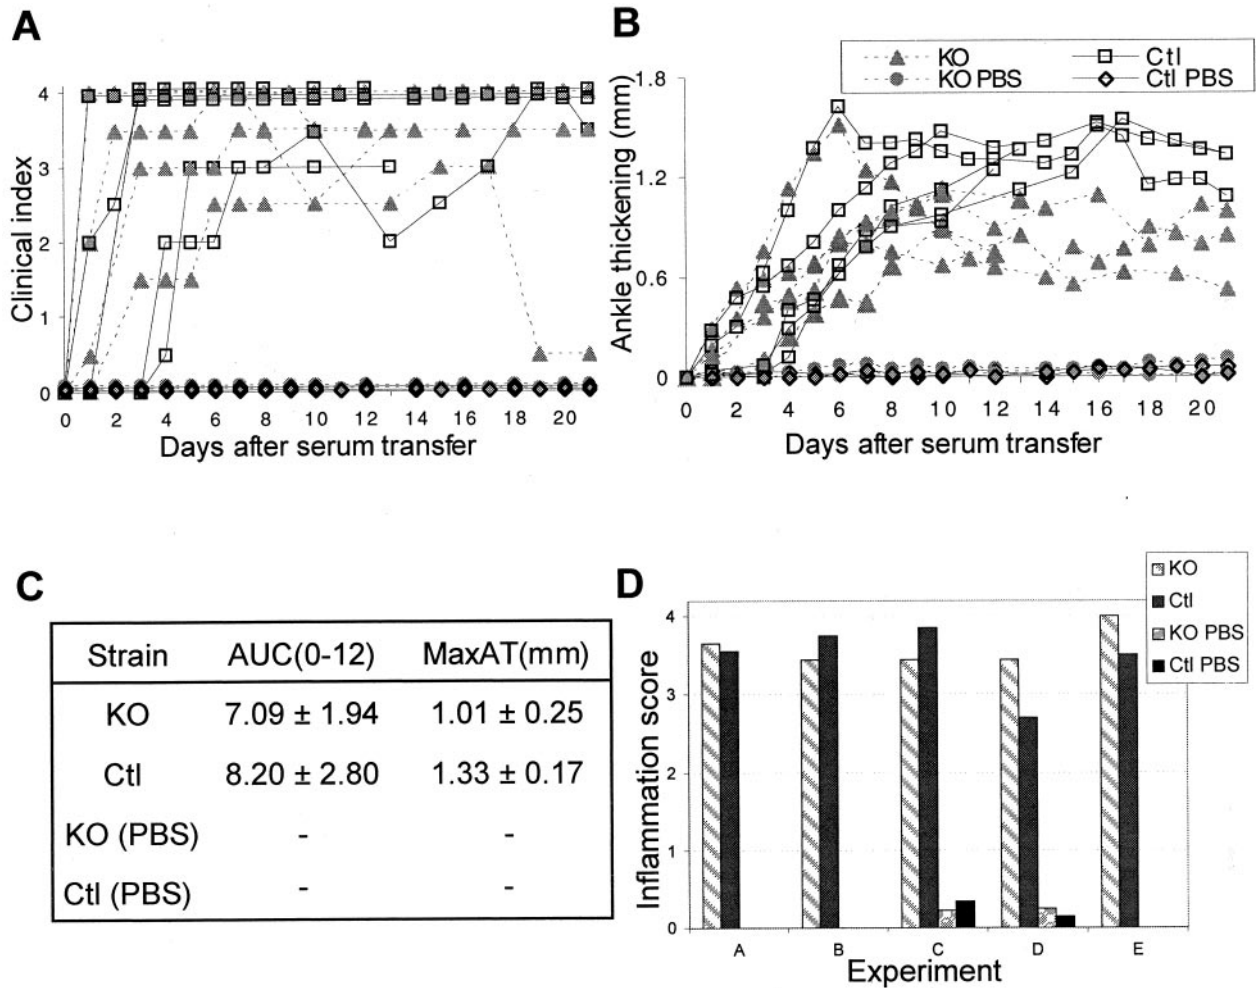 A
Clinical index
4
3
2
1
0
0 2 4 6 8 10 12 14 16 18 20
Days after serum transfer
B
KO Ctl
KO PBS Ctl PBS
Ankle thickening (mm)
1.8
1.2
0.6
0
0 2 4 6 8 10 12 14 16 18 20
Days after serum transfer
C
Strain AUC(0-12) MaxAT(mm)
KO 7.09 ± 1.94 1.01 ± 0.25
Ctl 8.20 ± 2.80 1.33 ± 0.17
KO (PBS) - -
Ctl (PBS) - -
D
KO
Ctl
KO PBS
Ctl PBS
Inflammation score
4
3
2
1
0
A B C D E
Experiment